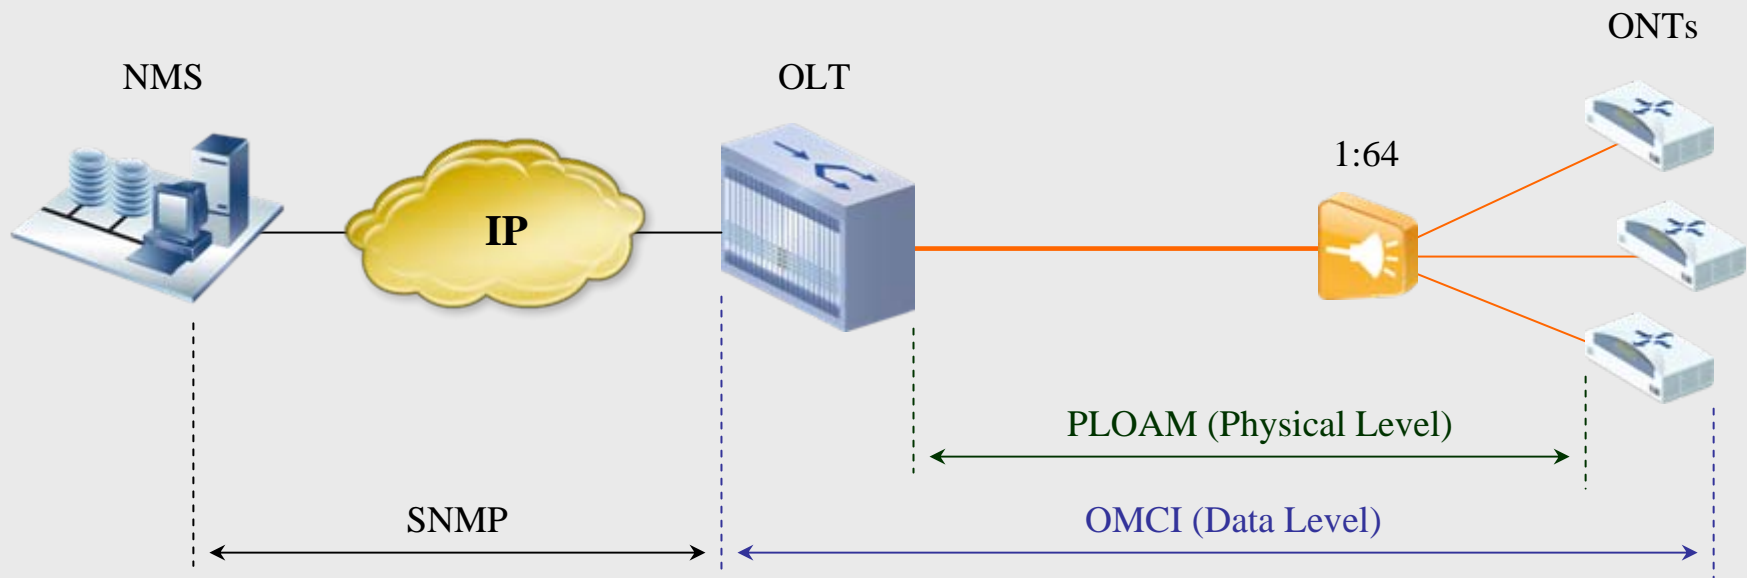 ONTs
NMS
OLT
1:64
IP
PLOAM (Physical Level)
SNMP
OMCI (Data Level)